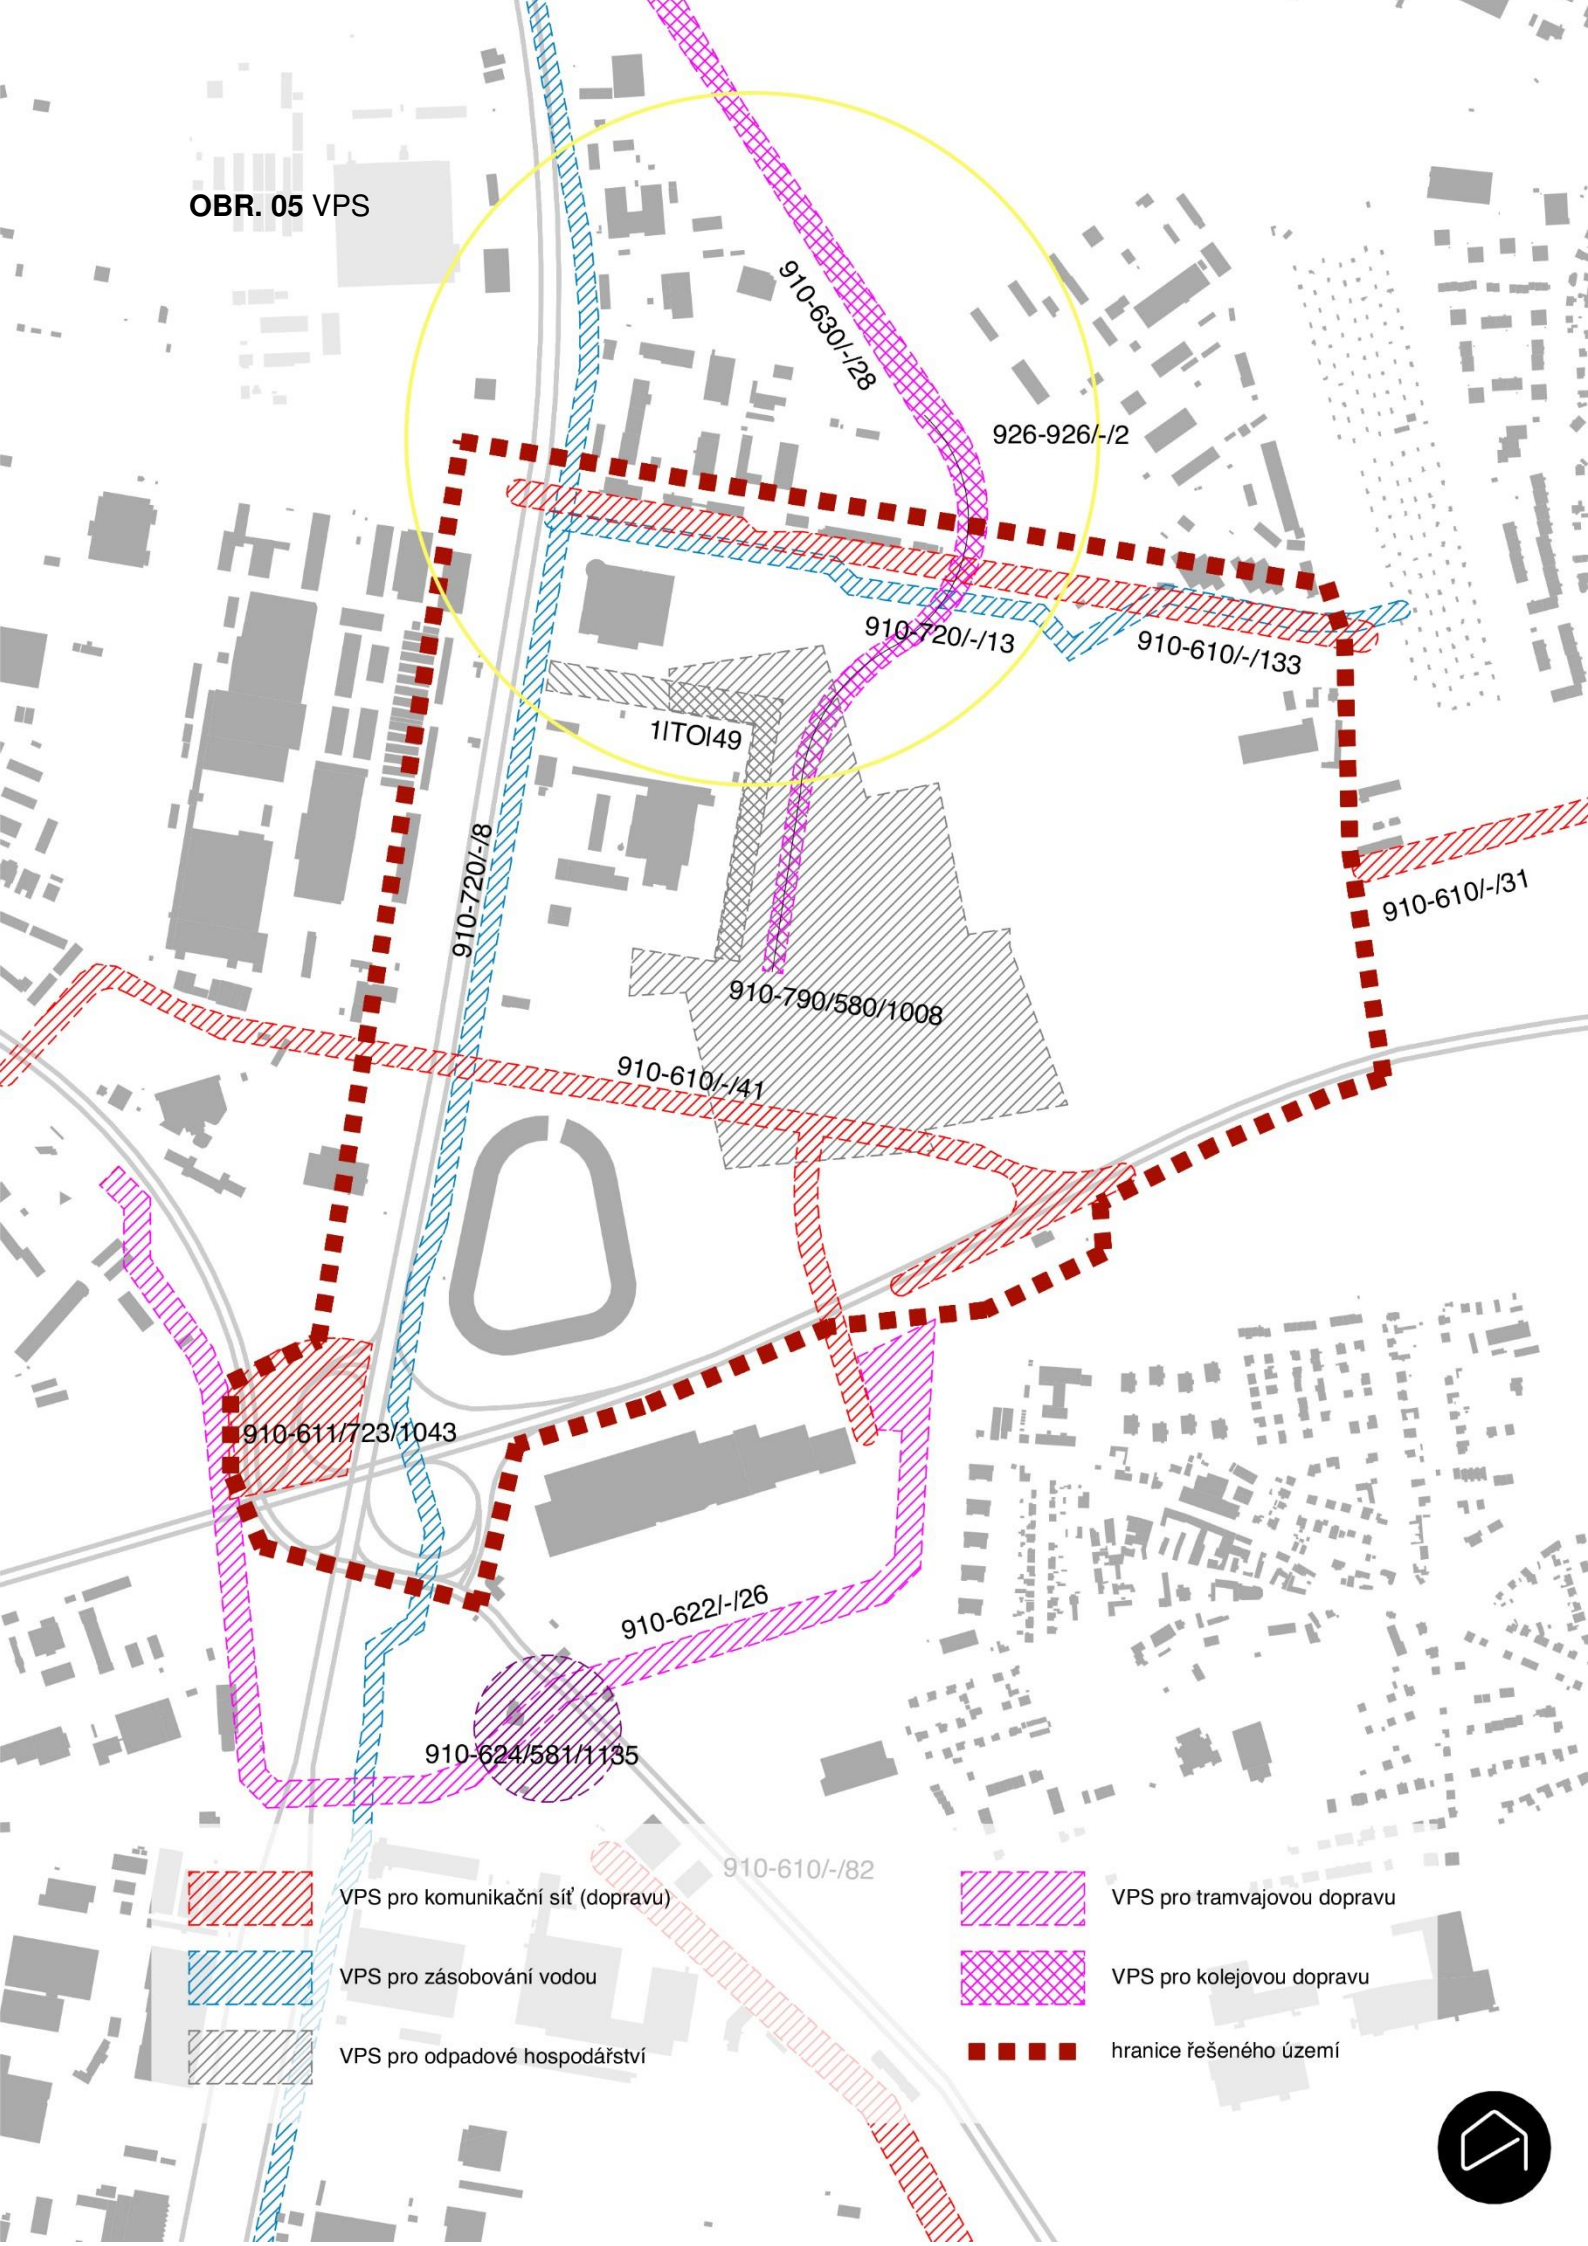 OBR. 05 VPS
910-630/-/28
926-926/-/2
910-720/-/13
910-610/-/133
1|TO|49
910-720/-/8
910-610/-/31
910-790/580/1008
910-610/-/41
910-611/723/1043
910-622/-/26
910-624/581/1135
910-610/-/82
VPS pro komunikační síť (dopravu)
VPS pro zásobování vodou
VPS pro odpadové hospodářství
VPS pro tramvajovou dopravu
VPS pro kolejovou dopravu
hranice řešeného území